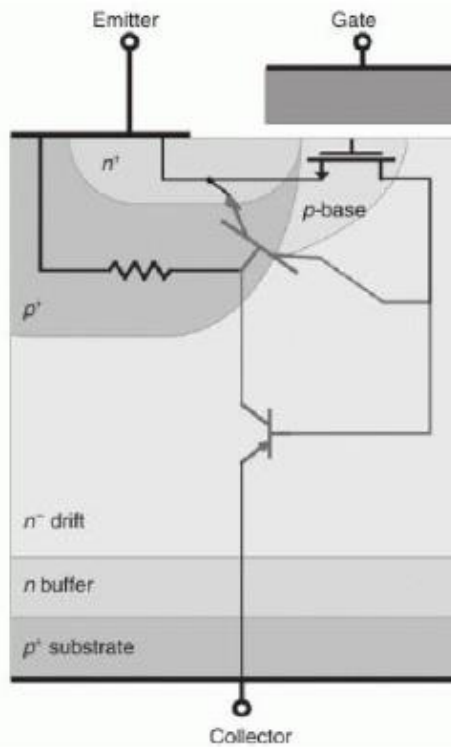 Emitter
Gate
n⁺
p-base
p⁺
n⁻ drift
n buffer
p⁺ substrate
Collector